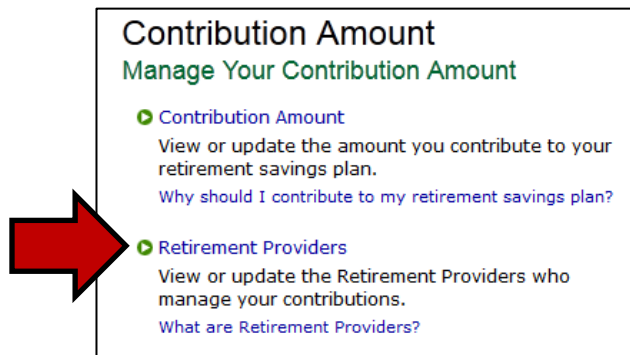 Contribution Amount
Manage Your Contribution Amount
Contribution Amount
View or update the amount you contribute to your
retirement savings plan.
Why should I contribute to my retirement savings plan?
Retirement Providers
View or update the Retirement Providers who
manage your contributions.
What are Retirement Providers?